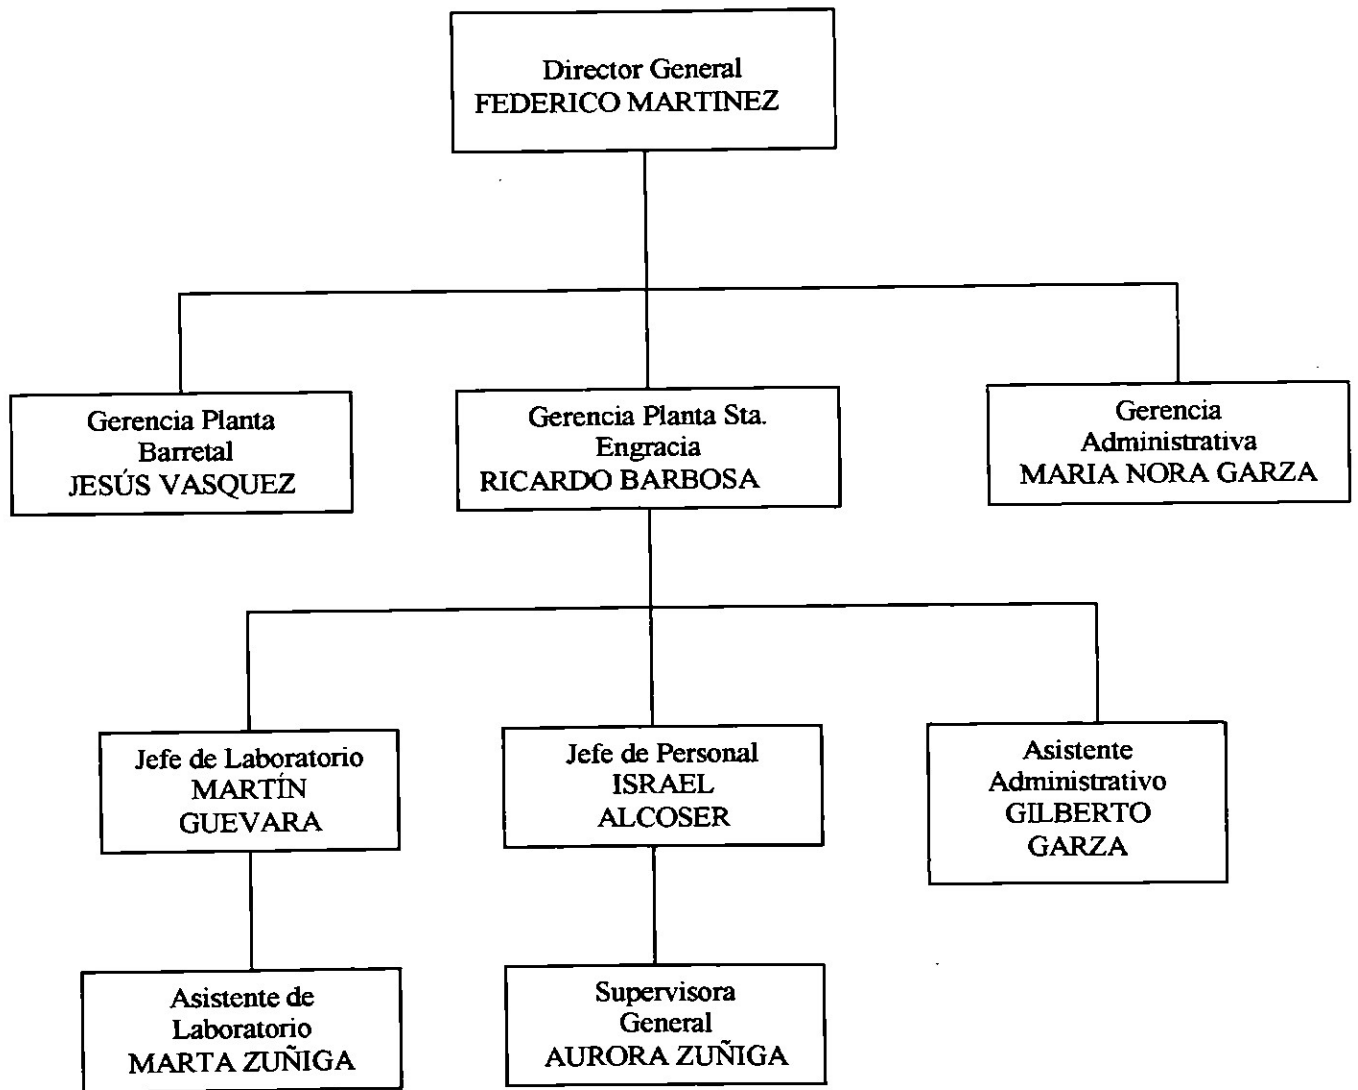 Director General
FEDERICO MARTINEZ
Gerencia Planta
Barretal
JESÚS VASQUEZ
Gerencia Planta Sta.
Engracia
RICARDO BARBOSA
Gerencia
Administrativa
MARIA NORA GARZA
Jefe de Laboratorio
MARTÍN
GUEVARA
Jefe de Personal
ISRAEL
ALCOSER
Asistente
Administrativo
GILBERTO
GARZA
Asistente de
Laboratorio
MARTA ZUÑIGA
Supervisora
General
AURORA ZUÑIGA